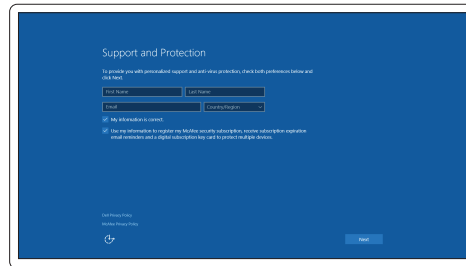 Support and Protection
To provide you with personalized support and anti-virus protection, check both preferences below and
click Next.
First Name
Last Name
Email
Country/Region
My information is correct.
Use my information to register my McAfee security subscription, receive subscription expiration
email reminders and a digital subscription key card to protect multiple devices.
Dell Privacy Policy
McAfee Privacy Policy
Next